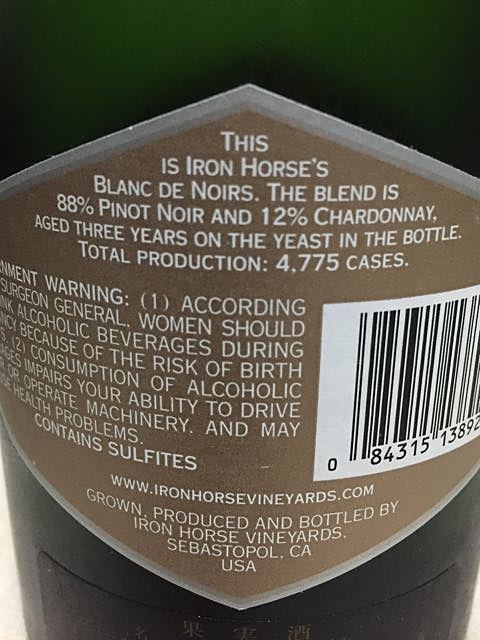 THIS
IS IRON HORSE'S
BLANC DE NOIRS. THE BLEND IS
88% PINOT NOIR AND 12% CHARDONNAY,
AGED THREE YEARS ON THE YEAST IN THE BOTTLE.
TOTAL PRODUCTION: 4,775 CASES.
WARNING: (1) ACCORDING
SURGEON GENERAL, WOMEN SHOULD
ALCOHOLIC BEVERAGES DURING
BECAUSE OF THE RISK OF BIRTH
(2) CONSUMPTION OF ALCOHOLIC
IMPAIRS YOUR ABILITY TO DRIVE
OR OPERATE MACHINERY, AND MAY
HEALTH PROBLEMS.
CONTAINS SULFITES
0 84315 13892
WWW.IRONHORSEVINEYARDS.COM
GROWN, PRODUCED AND BOTTLED BY
IRON HORSE VINEYARDS.
SEBASTOPOL, CA
USA
果実酒